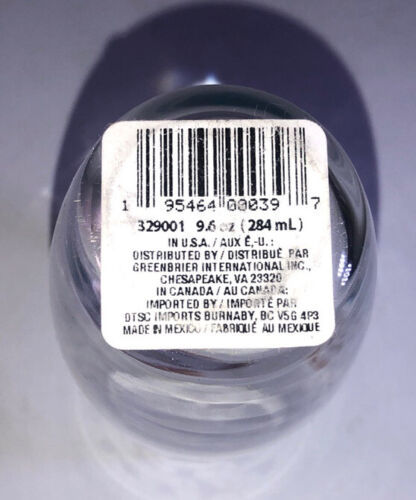 1 95464 00039 7
329001 9.6 oz (284 mL)
IN U.S.A. / AUX É.-U.:
DISTRIBUTED BY / DISTRIBUÉ PAR
GREENBRIER INTERNATIONAL INC.,
CHESAPEAKE, VA 23320
IN CANADA / AU CANADA:
IMPORTED BY / IMPORTÉ PAR
DTSC IMPORTS BURNABY, BC V5G 4P3
MADE IN MEXICO / FABRIQUÉ AU MEXIQUE